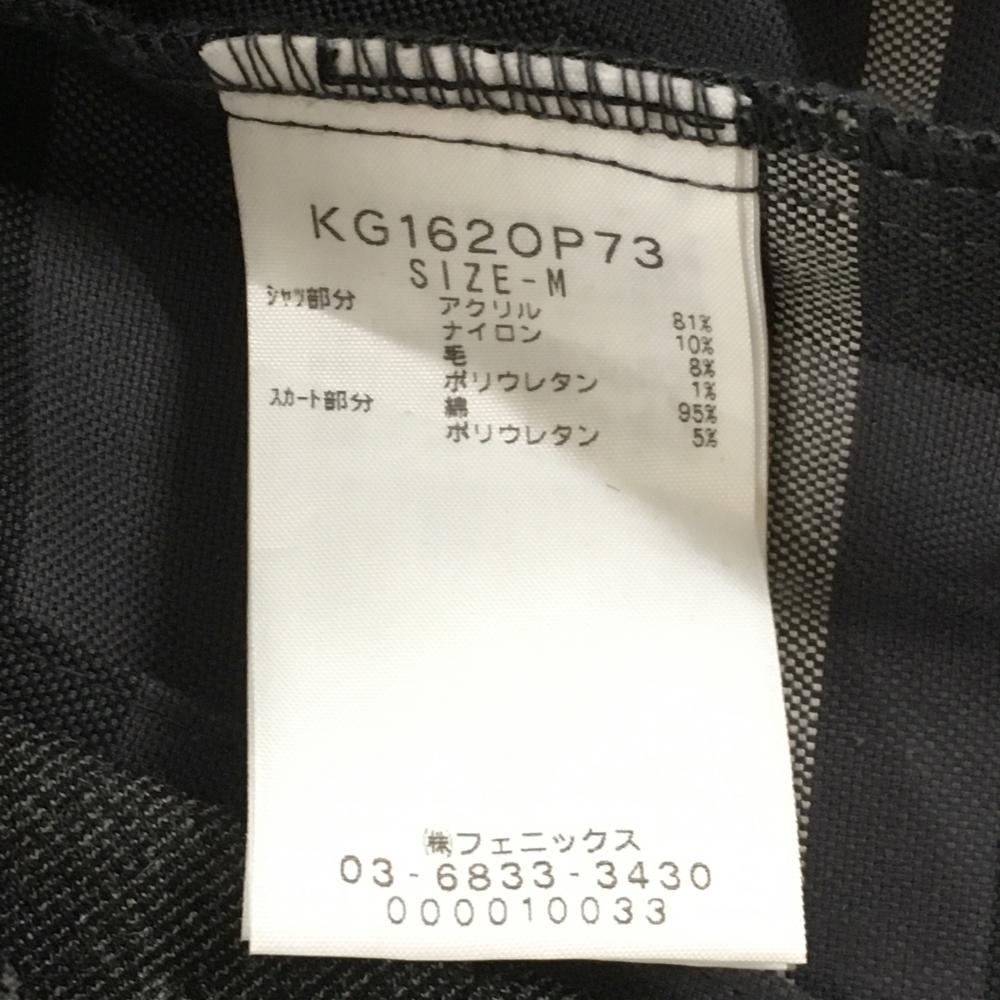 KG162OP73
SIZE-M
シャツ部分 アクリル 81%
ナイロン 10%
毛 8%
ポリウレタン 1%
スカート部分 綿 95%
ポリウレタン 5%
㈱フェニックス
03-6833-3430
000010033